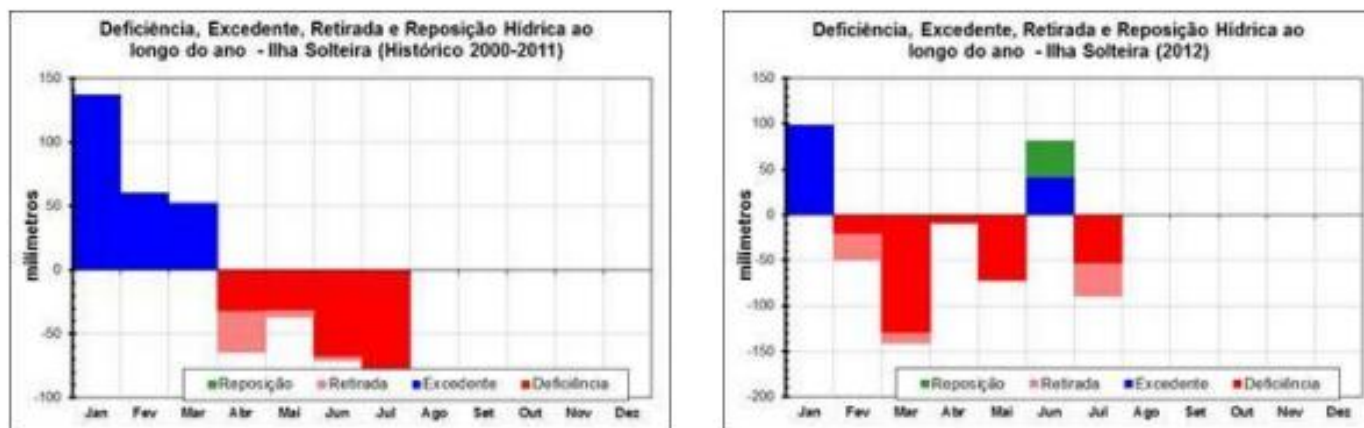 Deficiência, Excedente, Retirada e Reposição Hídrica ao
longo do ano - Ilha Solteira (Histórico 2000-2011)
milímetros
150
100
50
0
-50
-100
Reposição Retirada Excedente Deficiência
Jan Fev Mar Abr Mai Jun Jul Ago Set Out Nov Dez
Deficiência, Excedente, Retirada e Reposição Hídrica ao
longo do ano - Ilha Solteira (2012)
milímetros
150
100
50
0
-50
-100
-150
-200
Reposição Retirada Excedente Deficiência
Jan Fev Mar Abr Mai Jun Jul Ago Set Out Nov Dez